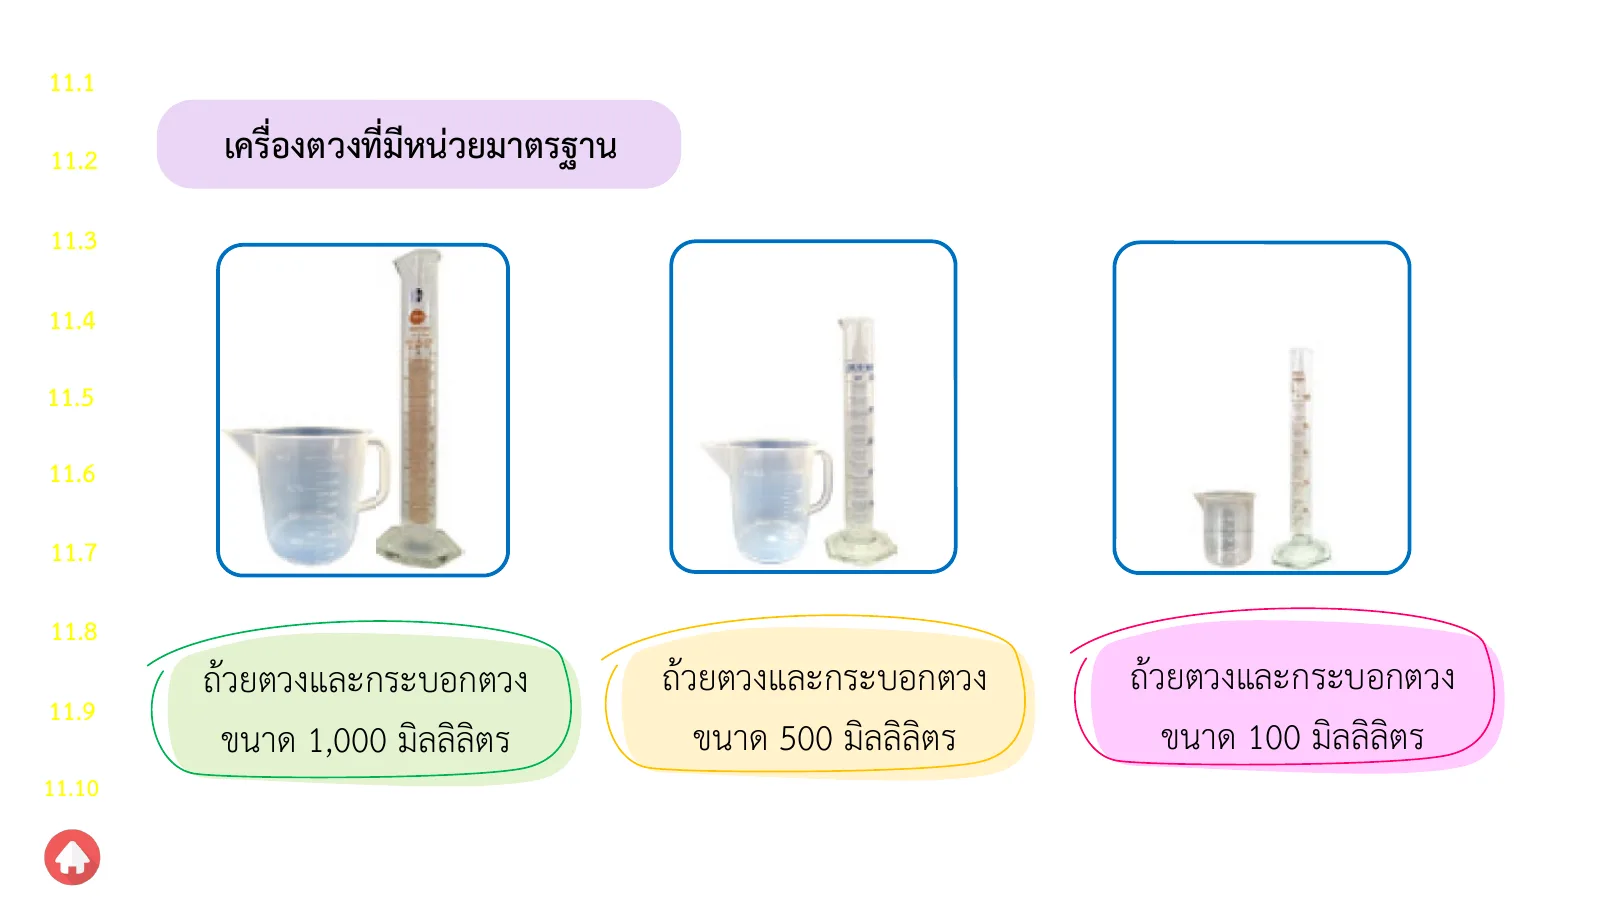 11.1
เครื่องตวงที่มีหน่วยมาตรฐาน
11.2
11.3
11.4
11.5
11.6
11.7
11.8
11.9
11.10
ถ้วยตวงและกระบอกตวง
ขนาด 1,000 มิลลิลิตร
ถ้วยตวงและกระบอกตวง
ขนาด 500 มิลลิลิตร
ถ้วยตวงและกระบอกตวง
ขนาด 100 มิลลิลิตร